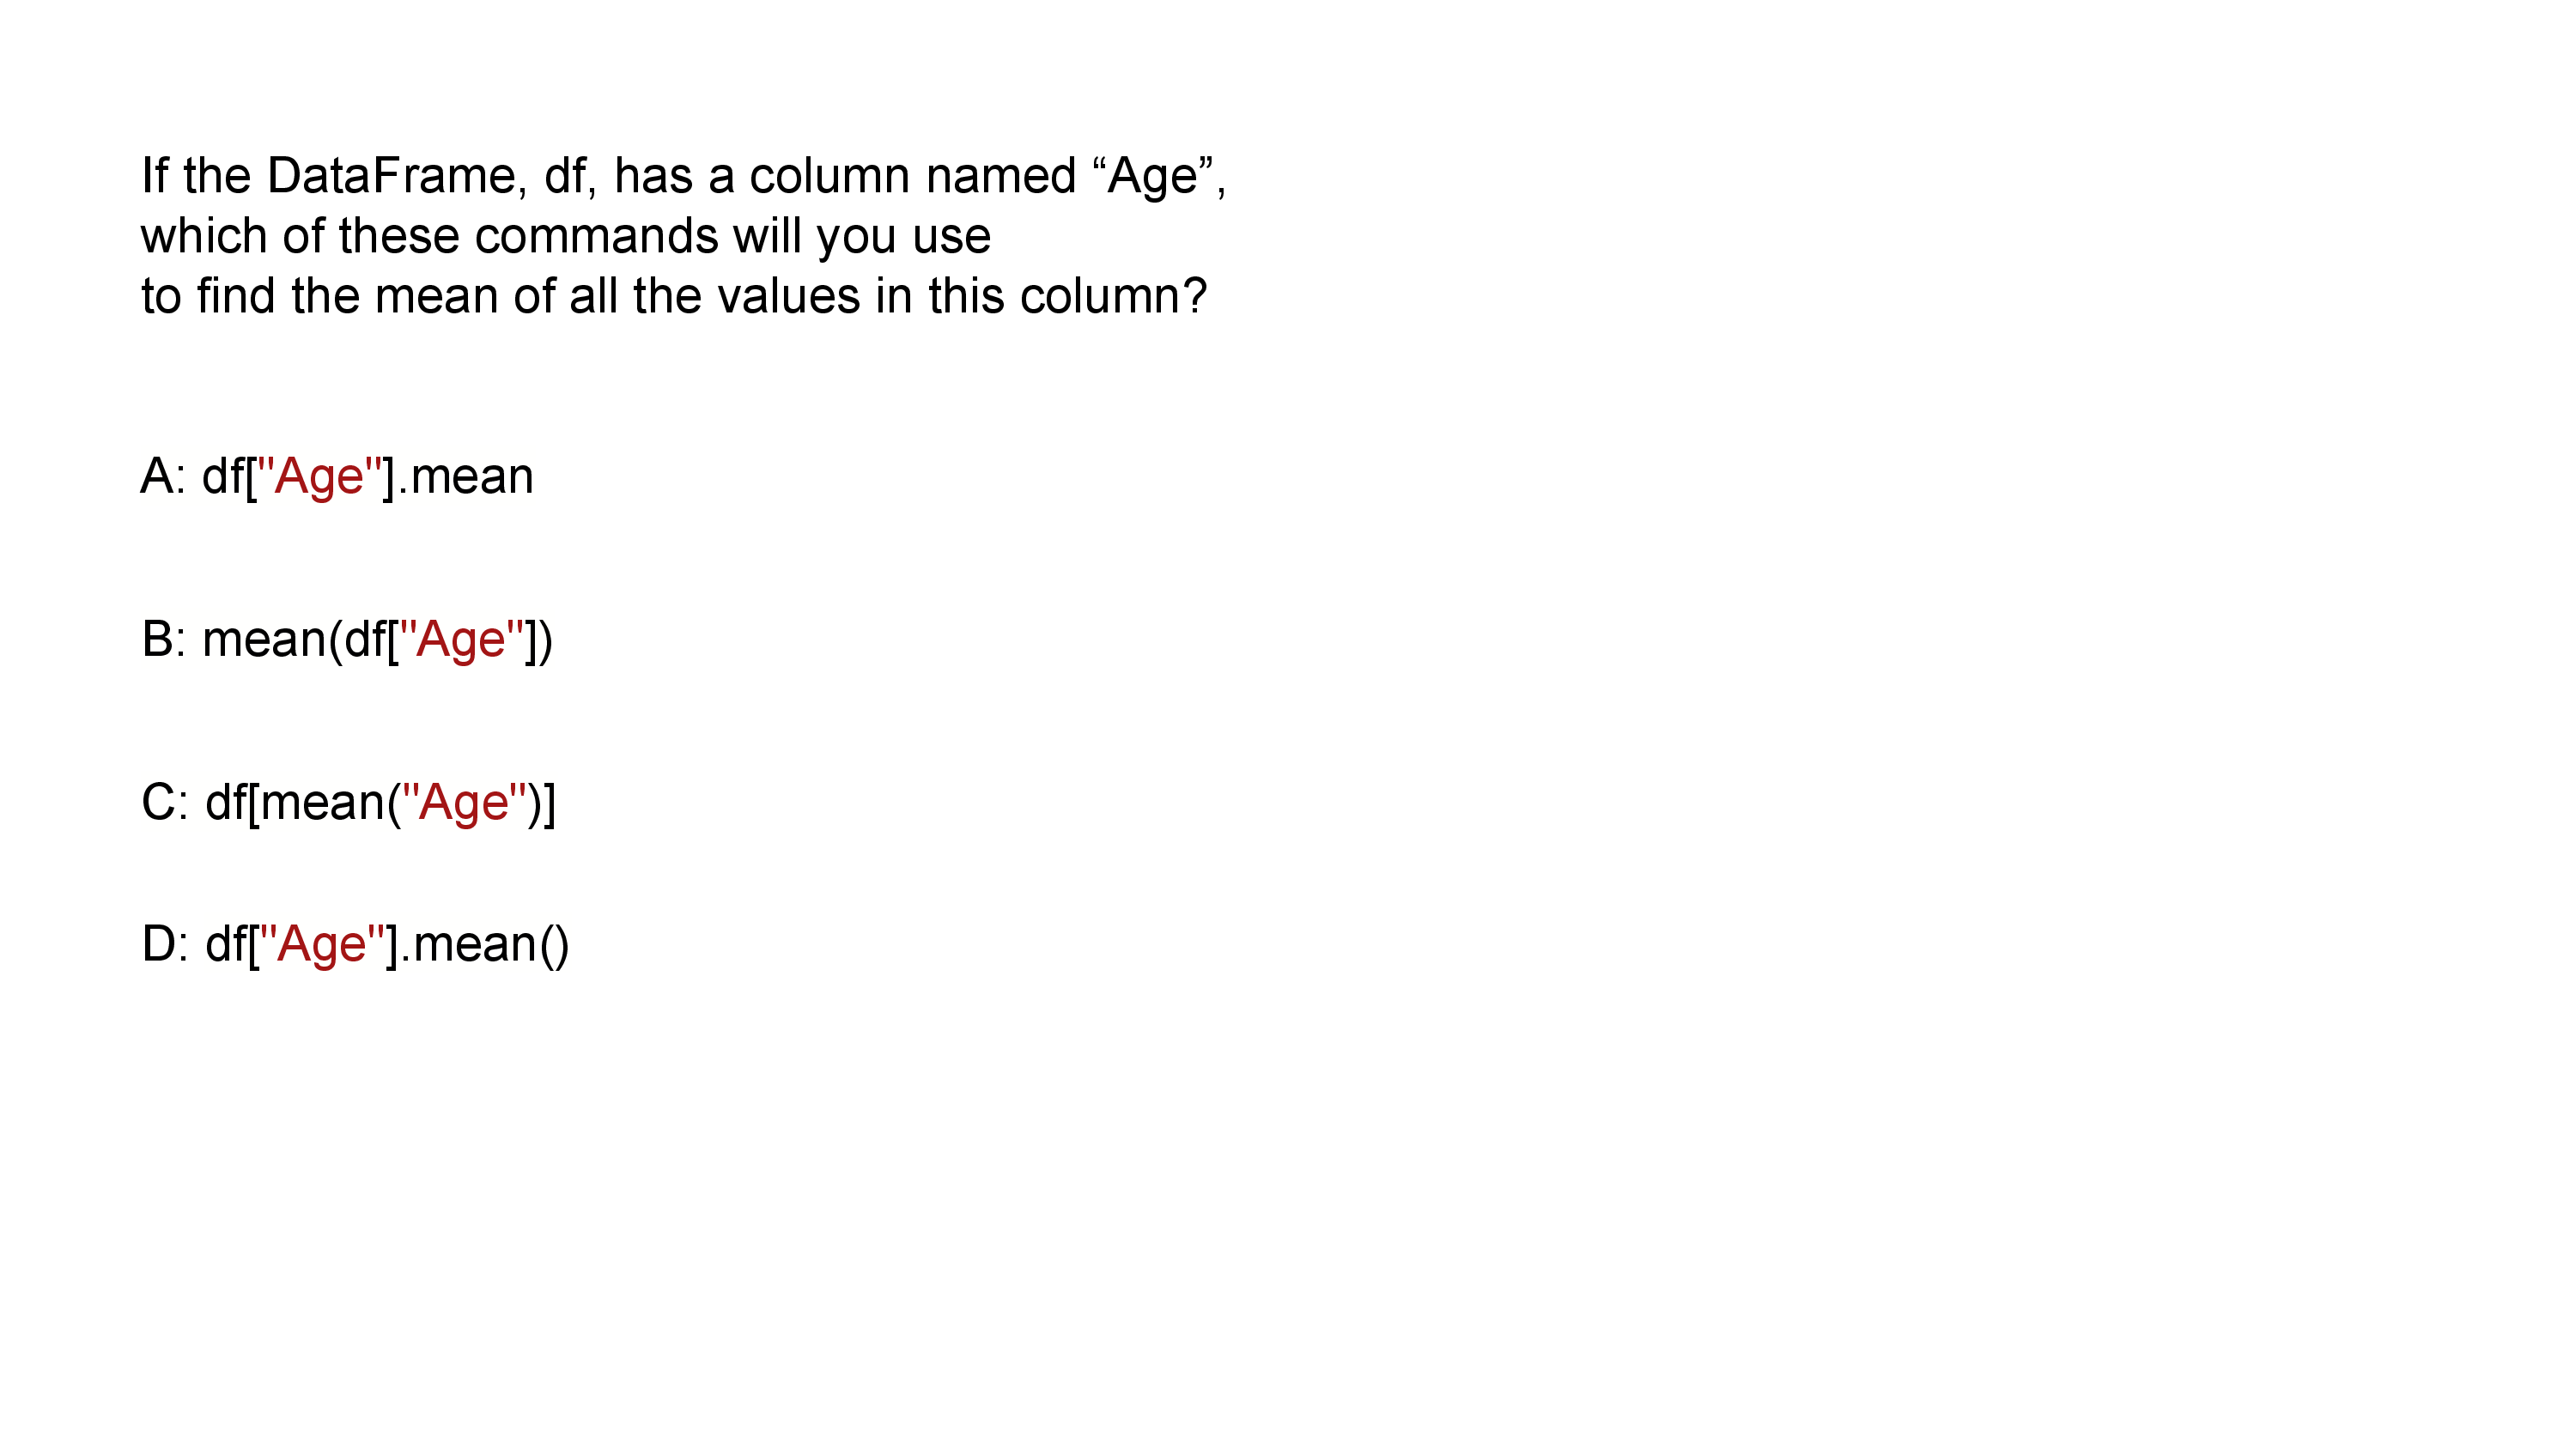 If the DataFrame, df, has a column named “Age”,
which of these commands will you use
to find the mean of all the values in this column?
A: df["Age"].mean
B: mean(df["Age"])
C: df[mean("Age")]
D: df["Age"].mean()